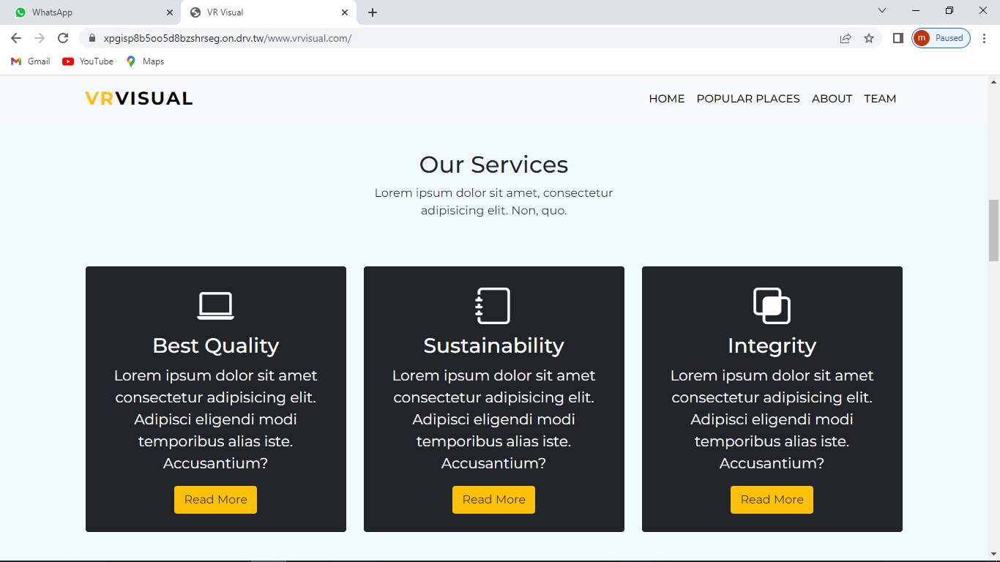 WhatsApp
VR Visual
xpgisp8b5oo5d8bzshrseg.on.drv.tw/www.vrvisual.com/
m Paused
Gmail
YouTube
Maps
VRVISUAL
HOME
POPULAR PLACES
ABOUT
TEAM
Our Services
Lorem ipsum dolor sit amet, consectetur
adipisicing elit. Non, quo.
Best Quality
Lorem ipsum dolor sit amet
consectetur adipisicing elit.
Adipisci eligendi modi
temporibus alias iste.
Accusantium?
Read More
Sustainability
Lorem ipsum dolor sit amet
consectetur adipisicing elit.
Adipisci eligendi modi
temporibus alias iste.
Accusantium?
Read More
Integrity
Lorem ipsum dolor sit amet
consectetur adipisicing elit.
Adipisci eligendi modi
temporibus alias iste.
Accusantium?
Read More